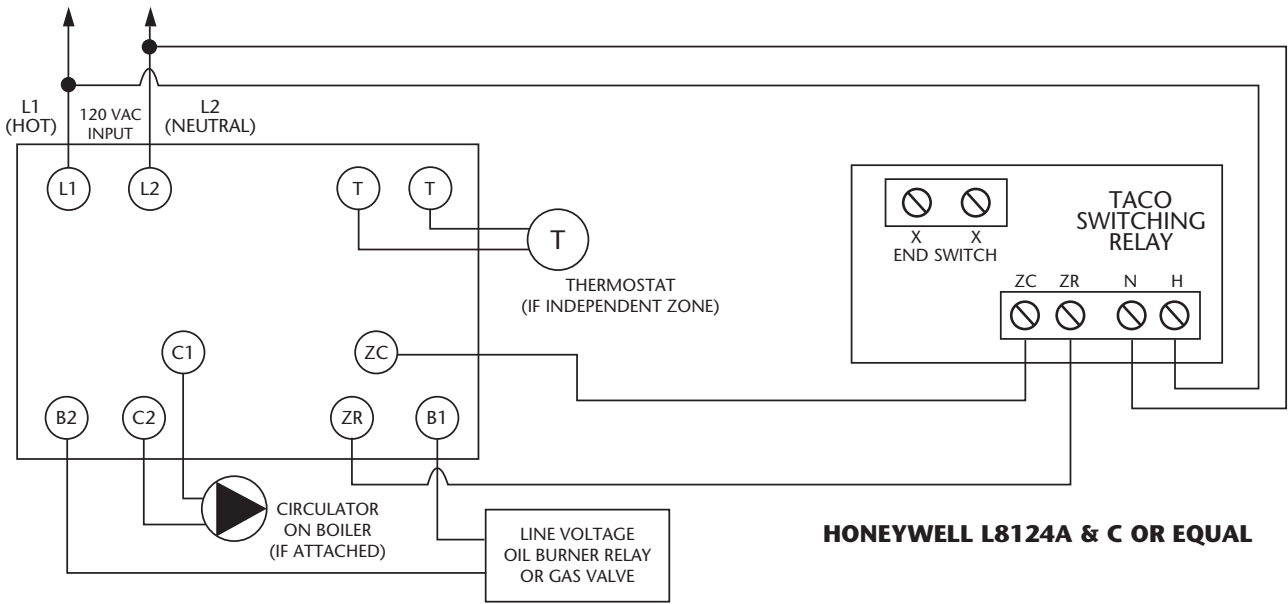 L1
(HOT)
120 VAC
INPUT
L2
(NEUTRAL)
L1
L2
T
T
T
THERMOSTAT
(IF INDEPENDENT ZONE)
C1
ZC
B2
C2
ZR
B1
CIRCULATOR
ON BOILER
(IF ATTACHED)
LINE VOLTAGE
OIL BURNER RELAY
OR GAS VALVE
X X
END SWITCH
TACO
SWITCHING
RELAY
ZC ZR N H
HONEYWELL L8124A & C OR EQUAL